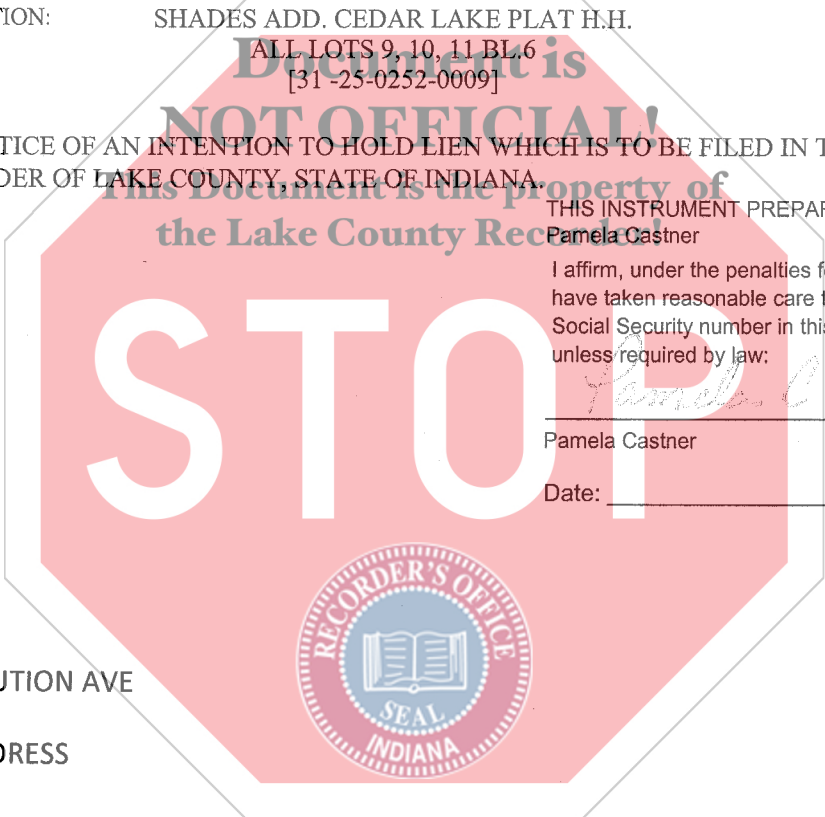 TION: SHADES ADD. CEDAR LAKE PLAT H.H.
ALL LOTS 9, 10, 11 BL.6
Document is
[31 -25-0252-0009]
NOT OFFICIAL!
TICE OF AN INTENTION TO HOLD LIEN WHICH IS TO BE FILED IN T
DER OF LAKE COUNTY, STATE OF INDIANA.
This Document is the property of
the Lake County Recorder!
THIS INSTRUMENT PREPAR
Pamela Castner
I affirm, under the penalties f
have taken reasonable care t
Social Security number in this
unless required by law:
Pamela C
Pamela Castner
Date:
STOP
RECORDER'S OFFICE
SEAL
INDIANA
UTION AVE
DRESS